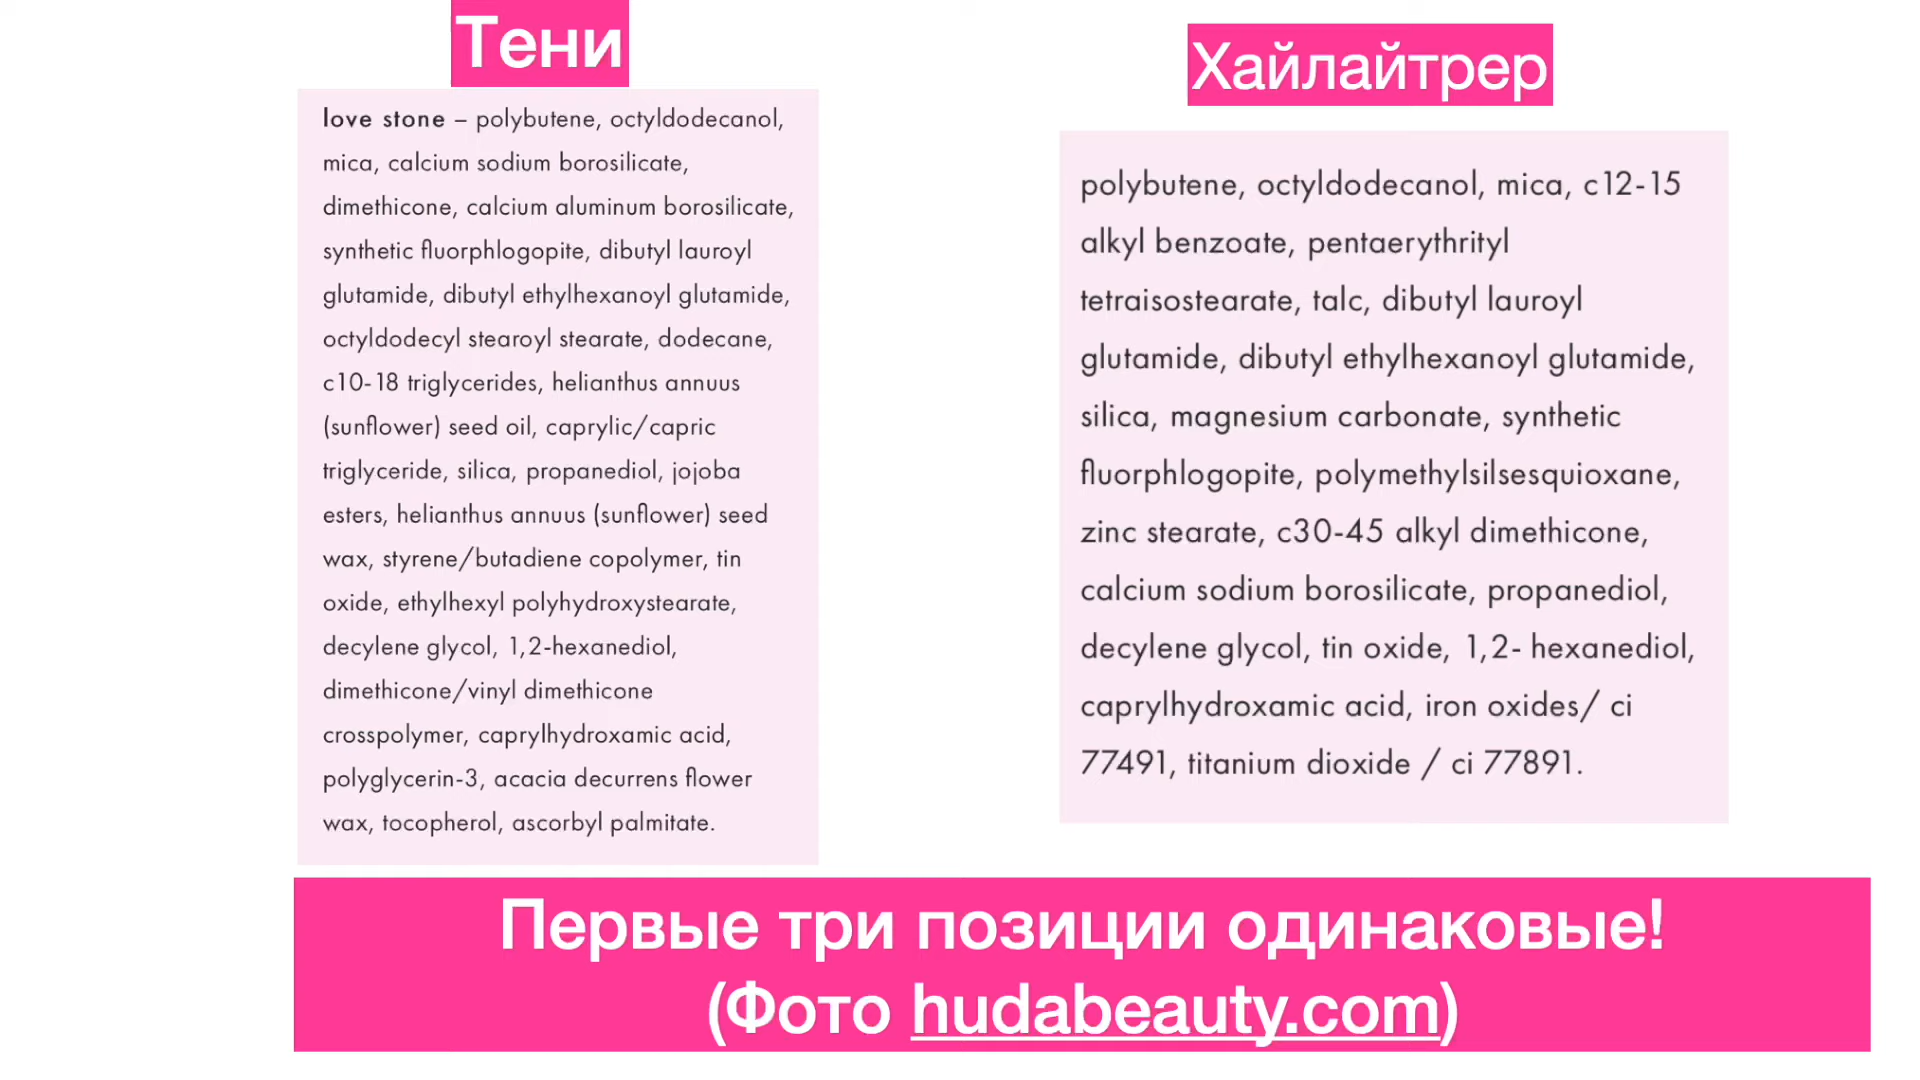 Тени
love stone – polybutene, octyldodecanol,
mica, calcium sodium borosilicate,
dimethicone, calcium aluminum borosilicate,
synthetic fluorphlogopite, dibutyl lauroyl
glutamide, dibutyl ethylhexanoyl glutamide,
octyldodecyl stearoyl stearate, dodecane,
c10-18 triglycerides, helianthus annuus
(sunflower) seed oil, caprylic/capric
triglyceride, silica, propanediol, jojoba
esters, helianthus annuus (sunflower) seed
wax, styrene/butadiene copolymer, tin
oxide, ethylhexyl polyhydroxystearate,
decylene glycol, 1,2-hexanediol,
dimethicone/vinyl dimethicone
crosspolymer, caprylhydroxamic acid,
polyglycerin-3, acacia decurrens flower
wax, tocopherol, ascorbyl palmitate.
Хайлайтрер
polybutene, octyldodecanol, mica, c12-15
alkyl benzoate, pentaerythrityl
tetraisostearate, talc, dibutyl lauroyl
glutamide, dibutyl ethylhexanoyl glutamide,
silica, magnesium carbonate, synthetic
fluorphlogopite, polymethylsilsesquioxane,
zinc stearate, c30-45 alkyl dimethicone,
calcium sodium borosilicate, propanediol,
decylene glycol, tin oxide, 1,2- hexanediol,
caprylhydroxamic acid, iron oxides/ ci
77491, titanium dioxide / ci 77891.
Первые три позиции одинаковые!
(Фото hudabeauty.com)